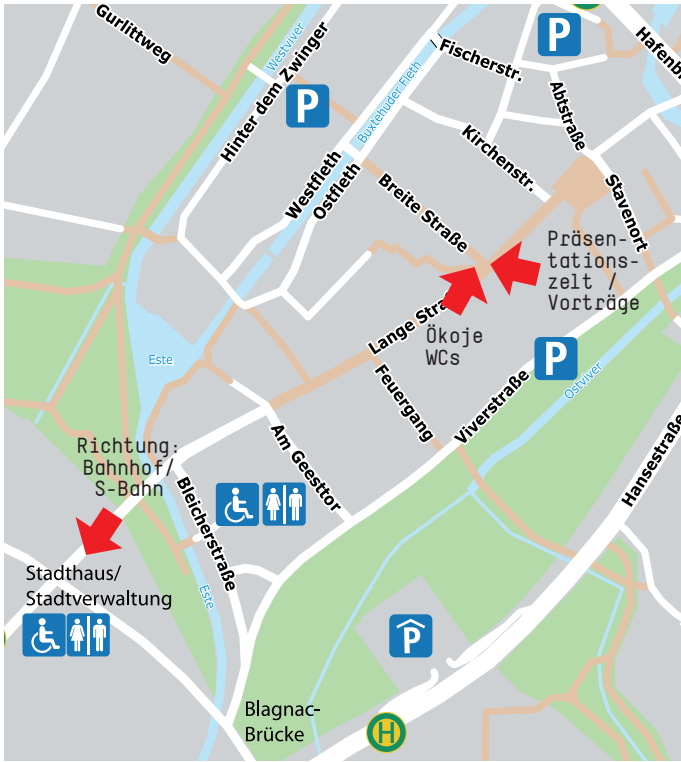 Gurlittweg
Westviver
P
Hafenb
Fischerstr.
Hinter dem Zwinger
P
Buxtehuder Fleth
Abtstraße
Kirchenstr.
Westfleth
Ostfleth
Breite Straße
Stavenort
Präsen-
tations-
zelt /
Vorträge
Lange Stra
Ökoje
WCs
Este
P
Feuergang
Viverstraße
Ostviver
Hansestraße
Richtung:
Bahnhof/
S-Bahn
Am Geesttor
Bleicherstraße
Stadthaus/
Stadtverwaltung
Este
P
Blagnac-
Brücke
H